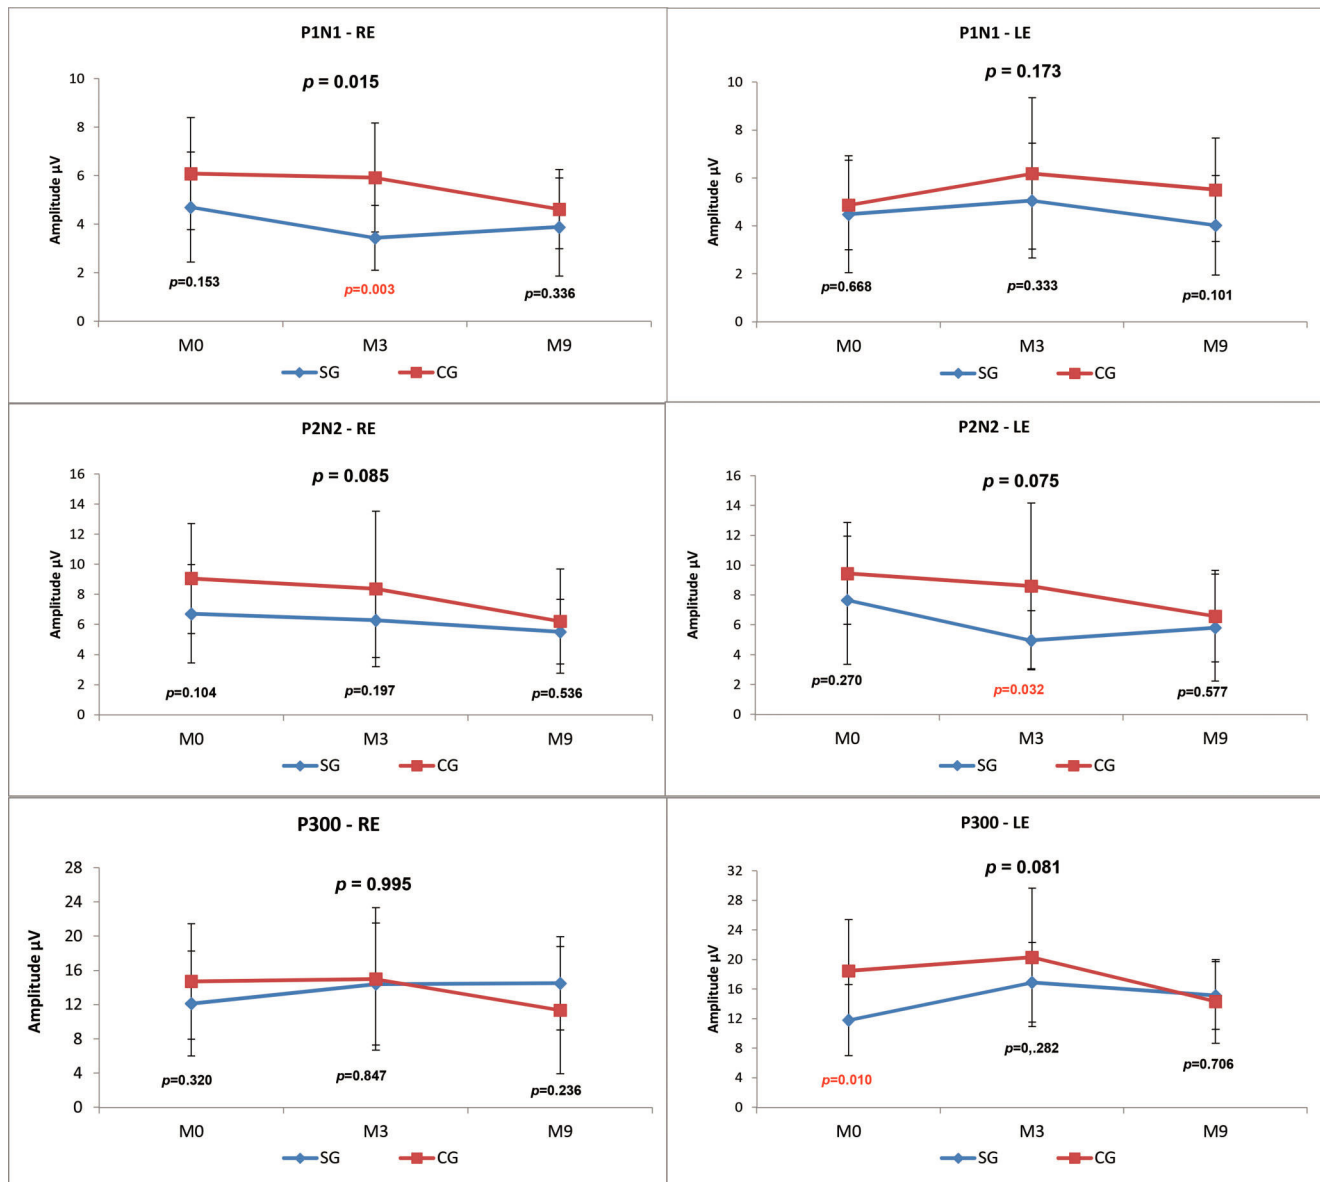 P1N1 - RE
p = 0.015
Amplitude µV
10
8
6
4
2
0
p=0.153
p=0.003
p=0.336
M0 M3 M9
SG CG
P1N1 - LE
p = 0.173
Amplitude µV
10
8
6
4
2
0
p=0.668
p=0.333
p=0.101
M0 M3 M9
SG CG
P2N2 - RE
p = 0.085
Amplitude µV
16
14
12
10
8
6
4
2
0
p=0.104
p=0.197
p=0.536
M0 M3 M9
SG CG
P2N2 - LE
p = 0.075
Amplitude µV
16
14
12
10
8
6
4
2
0
p=0.270
p=0.032
p=0.577
M0 M3 M9
SG CG
P300 - RE
p = 0.995
Amplitude µV
28
24
20
16
12
8
4
0
p=0.320
p=0.847
p=0.236
M0 M3 M9
SG CG
P300 - LE
p = 0.081
Amplitude µV
32
28
24
20
16
12
8
4
0
p=0.010
p=0,.282
p=0.706
M0 M3 M9
SG CG